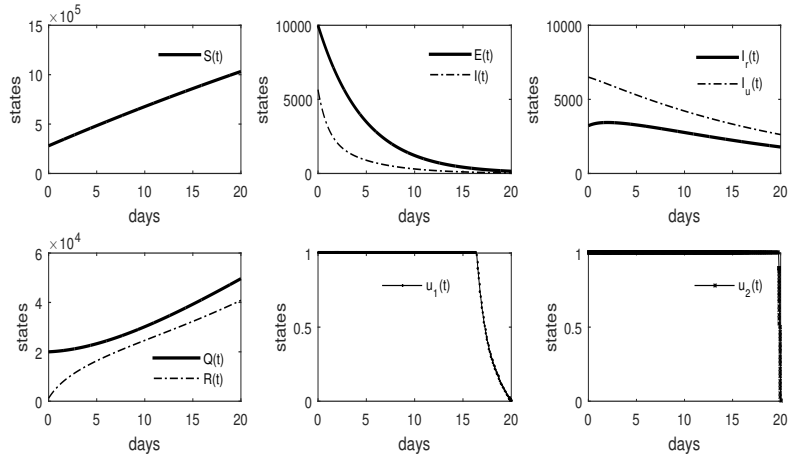 ×10^5
15
10
5
0
states
S(t)
0 5 10 15 20
days
10000
5000
0
states
E(t)
I(t)
0 5 10 15 20
days
10000
5000
0
states
I_r(t)
I_u(t)
0 5 10 15 20
days
×10^4
6
4
2
0
states
Q(t)
R(t)
0 5 10 15 20
days
1
0.5
0
states
u_1(t)
0 5 10 15 20
days
1
0.5
0
states
u_2(t)
0 5 10 15 20
days